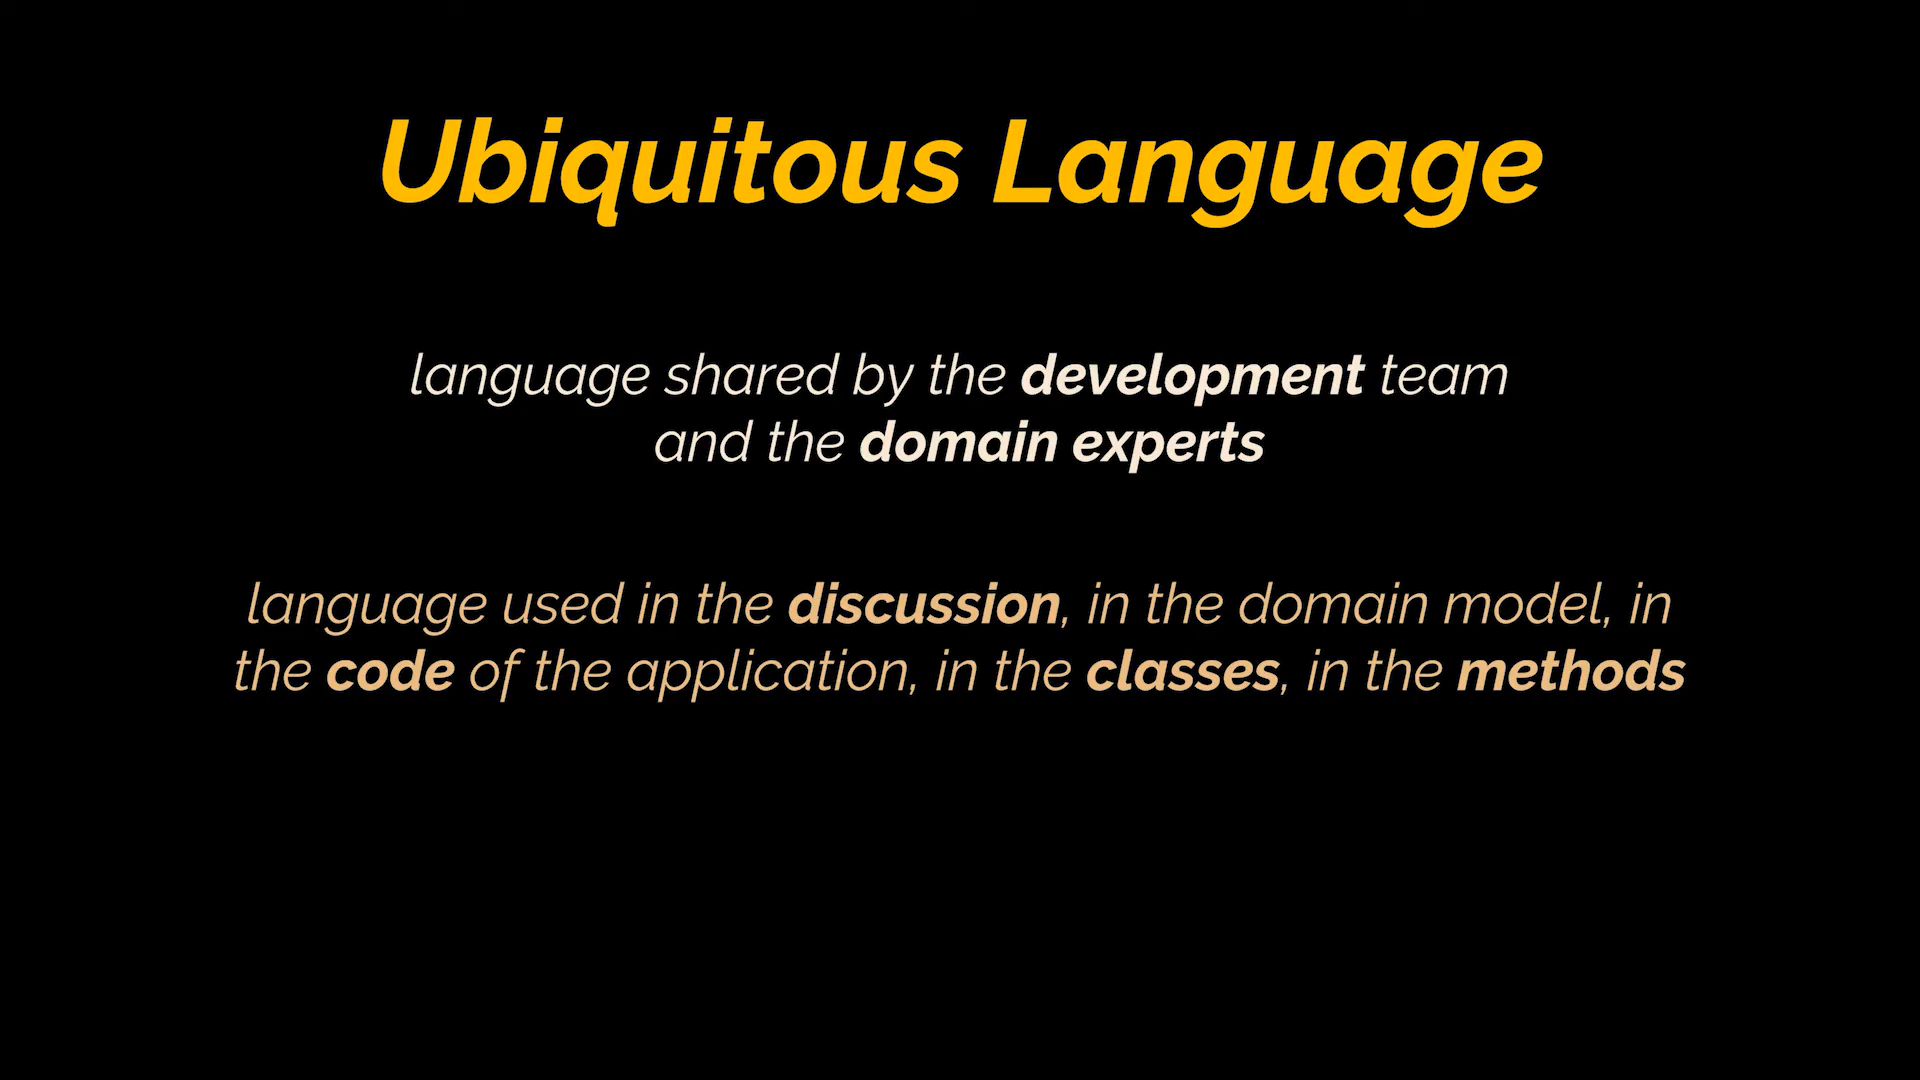 Ubiquitous Language
language shared by the development team
and the domain experts
language used in the discussion, in the domain model, in
the code of the application, in the classes, in the methods